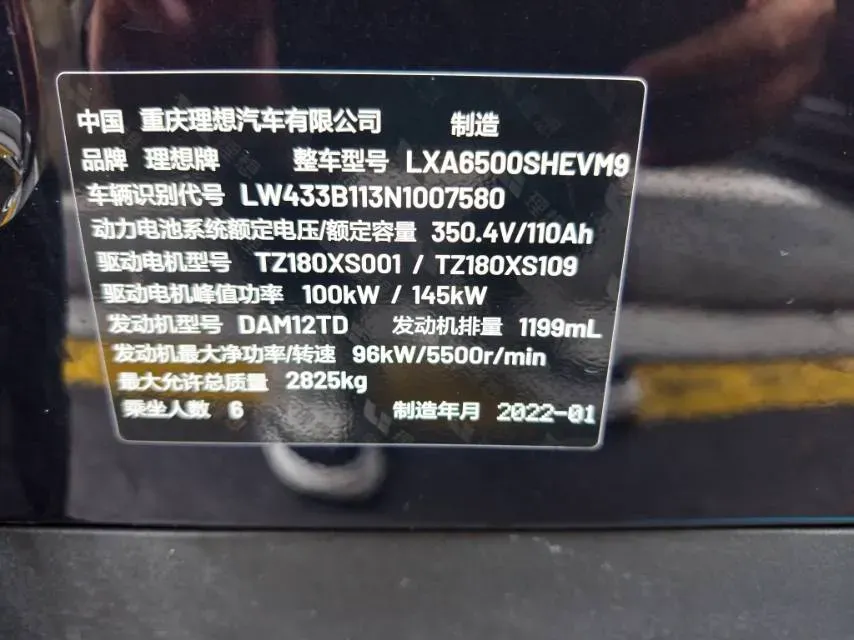 中国 重庆理想汽车有限公司 制造
品牌 理想牌 整车型号 LXA6500SHEVM9
车辆识别代号 LW433B113N1007580
动力电池系统额定电压/额定容量 350.4V/110Ah
驱动电机型号 TZ180XS001 / TZ180XS109
驱动电机峰值功率 100kW / 145kW
发动机型号 DAM12TD 发动机排量 1199mL
发动机最大净功率/转速 96kW/5500r/min
最大允许总质量 2825kg
乘坐人数 6 制造年月 2022-01